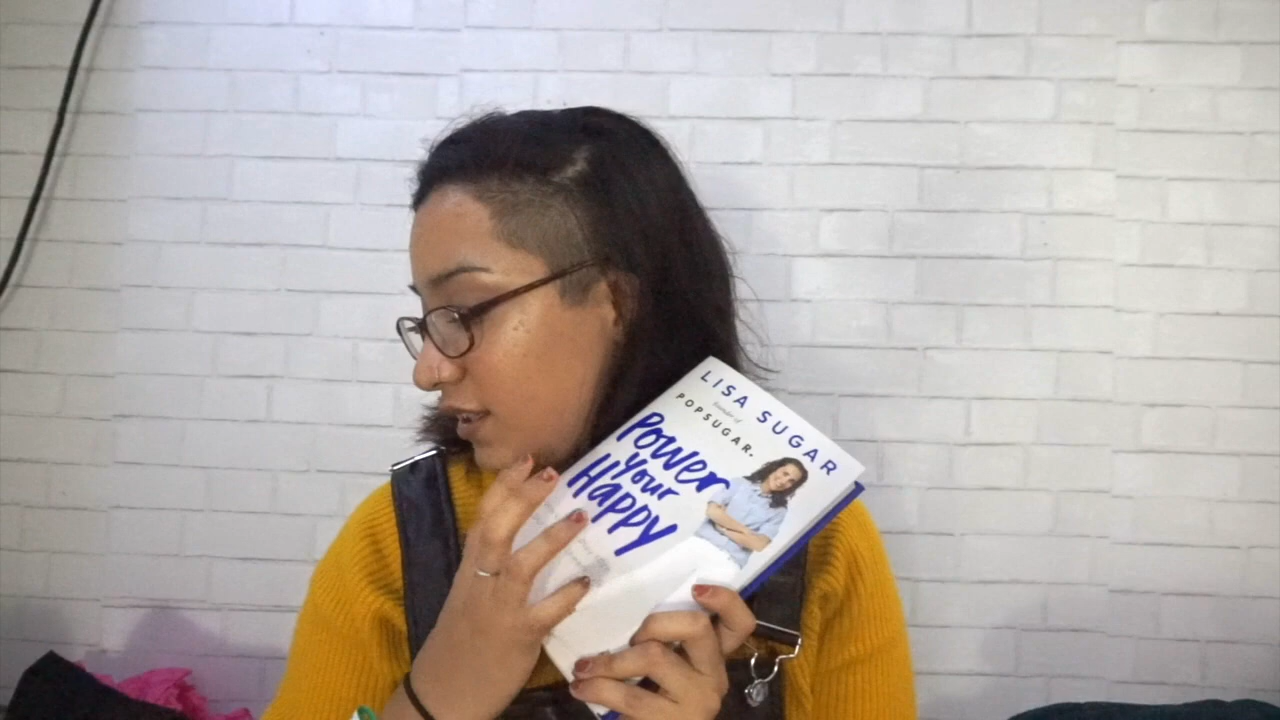 LISA SUGAR
founder of
POPSUGAR.
Power
Your
Happy